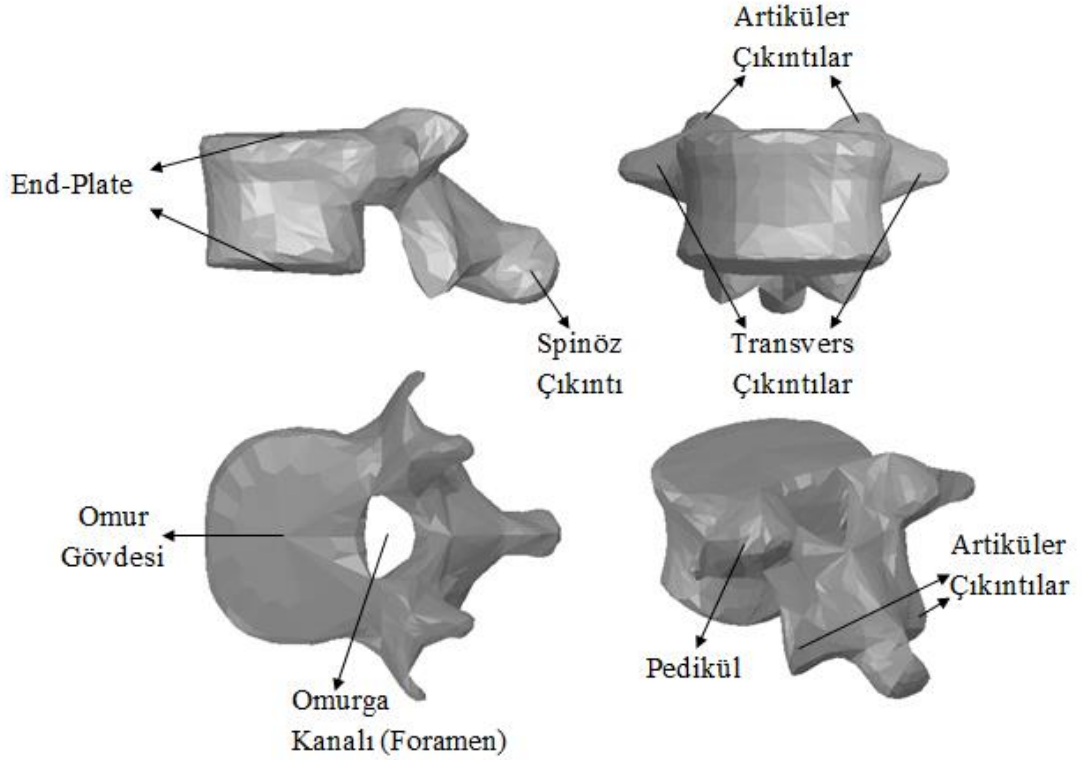 Artiküler
Çıkıntılar
End-Plate
Spinöz
Çıkıntı
Transvers
Çıkıntılar
Omur
Gövdesi
Omurga
Kanalı (Foramen)
Artiküler
Çıkıntılar
Pedikül